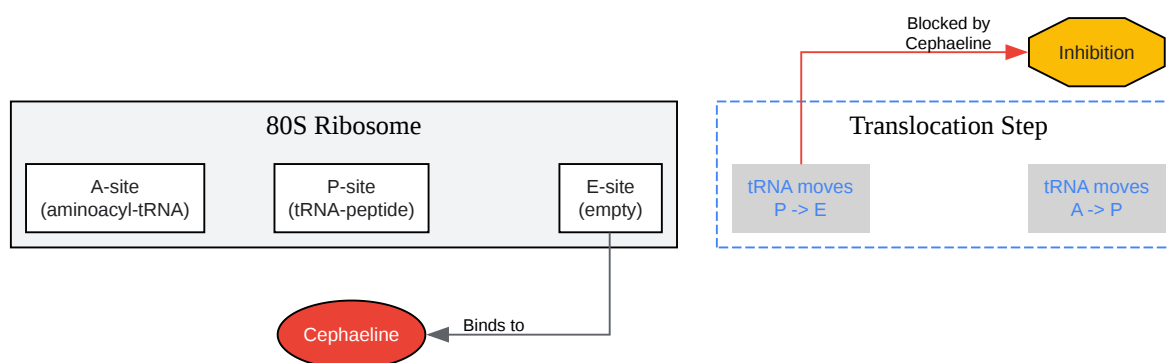 Blocked by
Cephaeline
Inhibition
80S Ribosome
A-site
(aminoacyl-tRNA)
P-site
(tRNA-peptide)
E-site
(empty)
Translocation Step
tRNA moves
P -> E
tRNA moves
A -> P
Cephaeline
Binds to